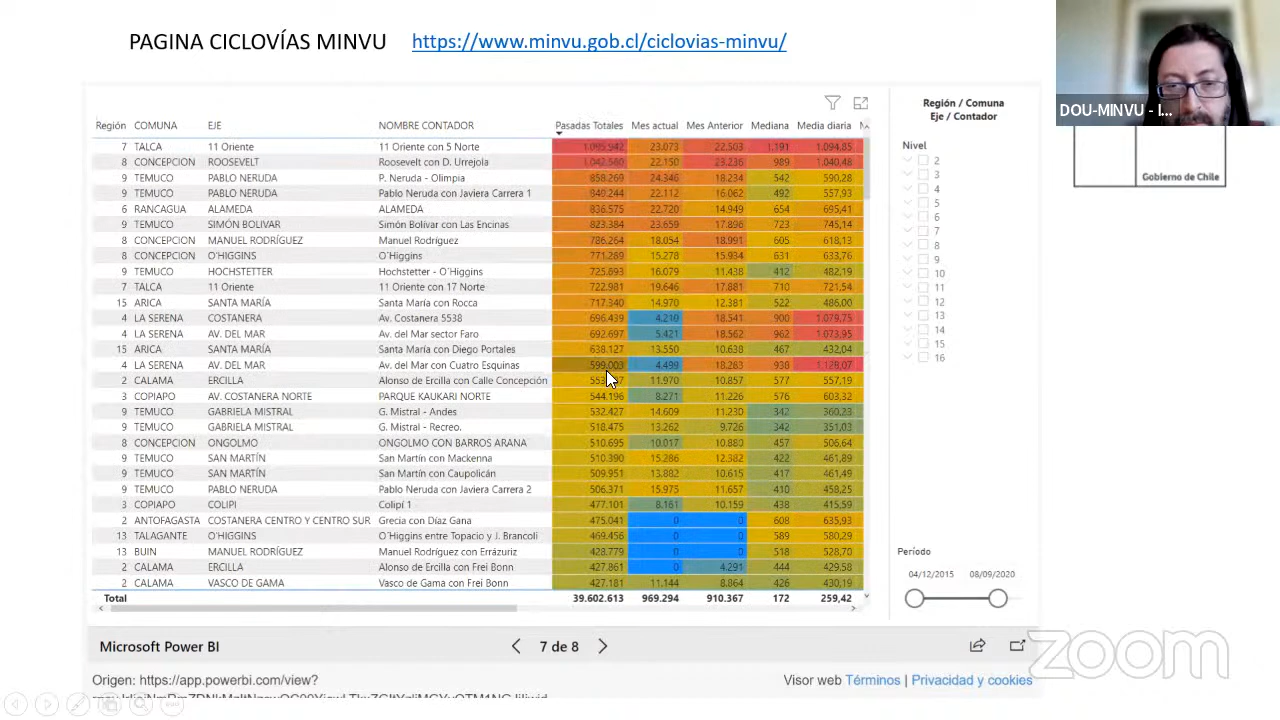 PAGINA CICLOVÍAS MINVU https://www.minvu.gob.cl/ciclovias-minvu/
DOU-MINVU - I...
Gobierno de Chile
Región COMUNA EJE NOMBRE CONTADOR Pasadas Totales Mes actual Mes Anterior Mediana Media diaria
7 TALCA 11 Oriente 11 Oriente con 5 Norte 1.095.942 23.073 22.503 1.191 1.094,85
8 CONCEPCION ROOSEVELT Roosevelt con D. Urrejola 1.042.560 22.150 23.236 989 1.040,48
9 TEMUCO PABLO NERUDA P. Neruda - Olimpia 858.269 24.346 18.234 542 590,28
9 TEMUCO PABLO NERUDA Pablo Neruda con Javiera Carrera 1 840.244 22.112 16.062 492 557,93
6 RANCAGUA ALAMEDA ALAMEDA 836.575 22.720 14.949 654 695,41
9 TEMUCO SIMÓN BOLIVAR Simón Bolívar con Las Encinas 823.384 23.659 17.896 723 745,14
8 CONCEPCION MANUEL RODRÍGUEZ Manuel Rodríguez 786.264 18.054 18.991 605 618,13
8 CONCEPCION O'HIGGINS O´Higgins 771.289 15.278 15.934 631 633,76
9 TEMUCO HOCHSTETTER Hochstetter - O´Higgins 725.893 16.079 11.438 412 482,19
7 TALCA 11 Oriente 11 Oriente con 17 Norte 722.981 19.646 17.881 710 721,54
15 ARICA SANTA MARÍA Santa María con Rocca 717.340 14.970 12.381 522 486,00
4 LA SERENA COSTANERA Av. Costanera 5538 696.439 4.210 18.541 900 1.079,75
4 LA SERENA AV. DEL MAR Av. del Mar sector Faro 692.697 5.421 18.562 962 1.073,95
15 ARICA SANTA MARÍA Santa María con Diego Portales 638.127 13.550 10.638 467 432,04
4 LA SERENA AV. DEL MAR Av. del Mar con Cuatro Esquinas 599.003 4.499 18.283 938 1.128,07
2 CALAMA ERCILLA Alonso de Ercilla con Calle Concepción 11.970 10.857 577 557,19
3 COPIAPO AV. COSTANERA NORTE PARQUE KAUKARI NORTE 544.196 8.271 11.226 576 603,32
9 TEMUCO GABRIELA MISTRAL G. Mistral - Andes 532.427 14.609 11.230 342 360,23
9 TEMUCO GABRIELA MISTRAL G. Mistral - Recreo. 518.475 13.262 9.726 342 351,03
8 CONCEPCION ONGOLMO ONGOLMO CON BARROS ARANA 510.695 10.017 10.880 457 506,64
9 TEMUCO SAN MARTÍN San Martín con Mackenna 510.390 15.286 12.382 422 461,89
9 TEMUCO SAN MARTÍN San Martín con Caupolicán 509.951 13.882 10.615 417 461,49
9 TEMUCO PABLO NERUDA Pablo Neruda con Javiera Carrera 2 506.371 15.975 11.657 410 458,25
3 COPIAPO COLIPI Colipí 1 477.101 8.161 10.159 438 415,59
2 ANTOFAGASTA COSTANERA CENTRO Y CENTRO SUR Grecia con Díaz Gana 475.041 0 0 608 635,93
13 TALAGANTE O´HIGGINS O´Higgins entre Topacio y J. Brancoli 469.456 0 0 589 580,29
13 BUIN MANUEL RODRÍGUEZ Manuel Rodríguez con Errázuriz 428.779 0 0 518 528,70
2 CALAMA ERCILLA Alonso de Ercilla con Frei Bonn 427.861 0 4.291 444 429,58
2 CALAMA VASCO DE GAMA Vasco de Gama con Frei Bonn 427.181 11.144 8.864 426 430,19
Total 39.602.613 969.294 910.367 172 259,42
Región / Comuna
Eje / Contador
Nivel
2
3
4
5
6
7
8
9
10
11
12
13
14
15
16
Período
04/12/2015 08/09/2020
Microsoft Power BI 7 de 8
zoom
Origen: https://app.powerbi.com/view? Visor web Términos | Privacidad y cookies